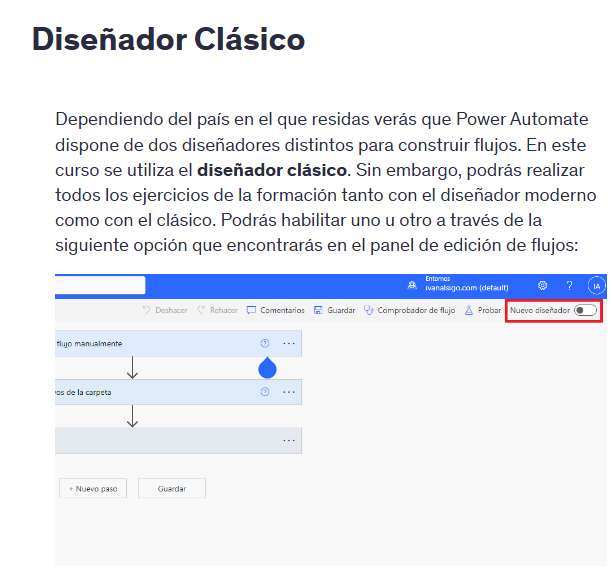 Diseñador Clásico
Dependiendo del país en el que residas verás que Power Automate
dispone de dos diseñadores distintos para construir flujos. En este
curso se utiliza el diseñador clásico. Sin embargo, podrás realizar
todos los ejercicios de la formación tanto con el diseñador moderno
como con el clásico. Podrás habilitar uno u otro a través de la
siguiente opción que encontrarás en el panel de edición de flujos:
Entornos
ivanalsigo.com (default)
?
IA
Deshacer
Rehacer
Comentarios
Guardar
Comprobador de flujo
Probar
Nuevo diseñador
flujo manualmente
?
···
os de la carpeta
?
···
···
+ Nuevo paso
Guardar